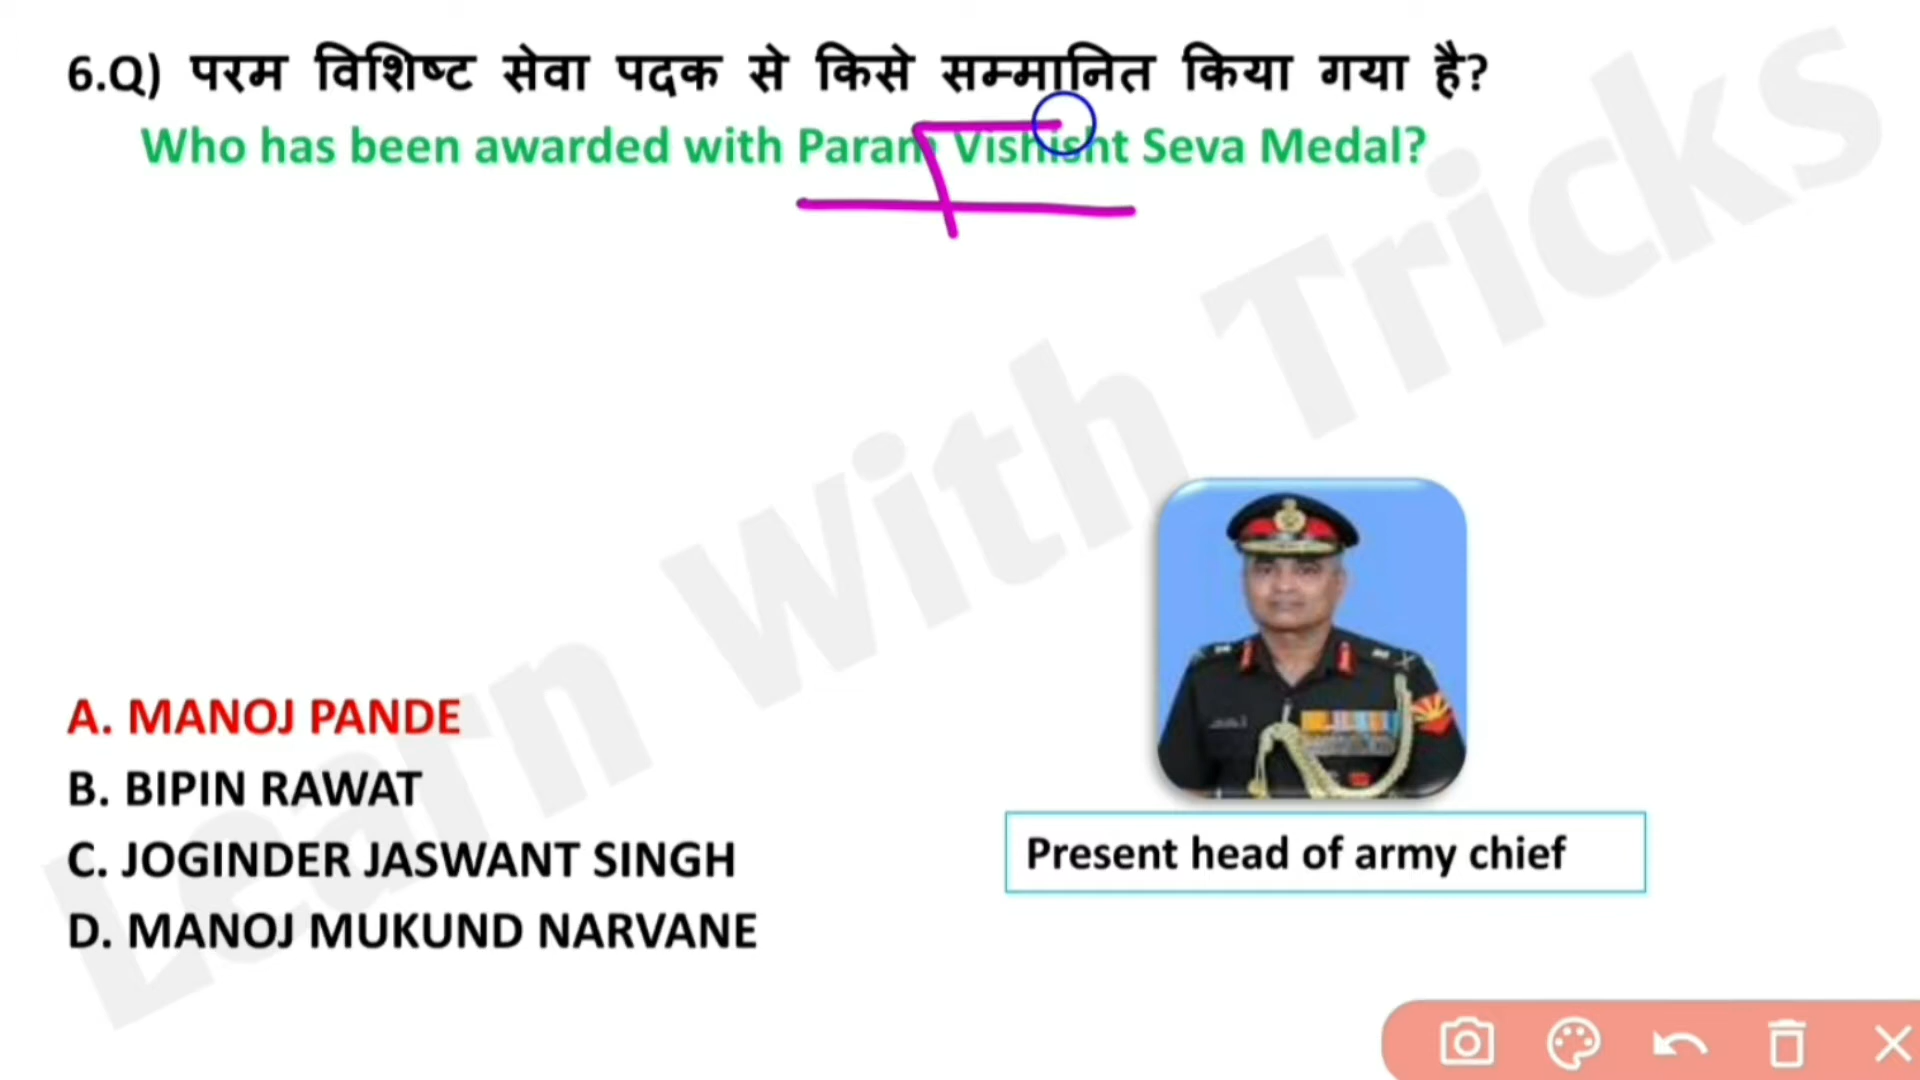 6.Q) परम विशिष्ट सेवा पदक से किसे सम्मानित किया गया है?
Who has been awarded with Param Vishisht Seva Medal?
Learn With Tricks
A. MANOJ PANDE
B. BIPIN RAWAT
C. JOGINDER JASWANT SINGH
D. MANOJ MUKUND NARVANE
Present head of army chief